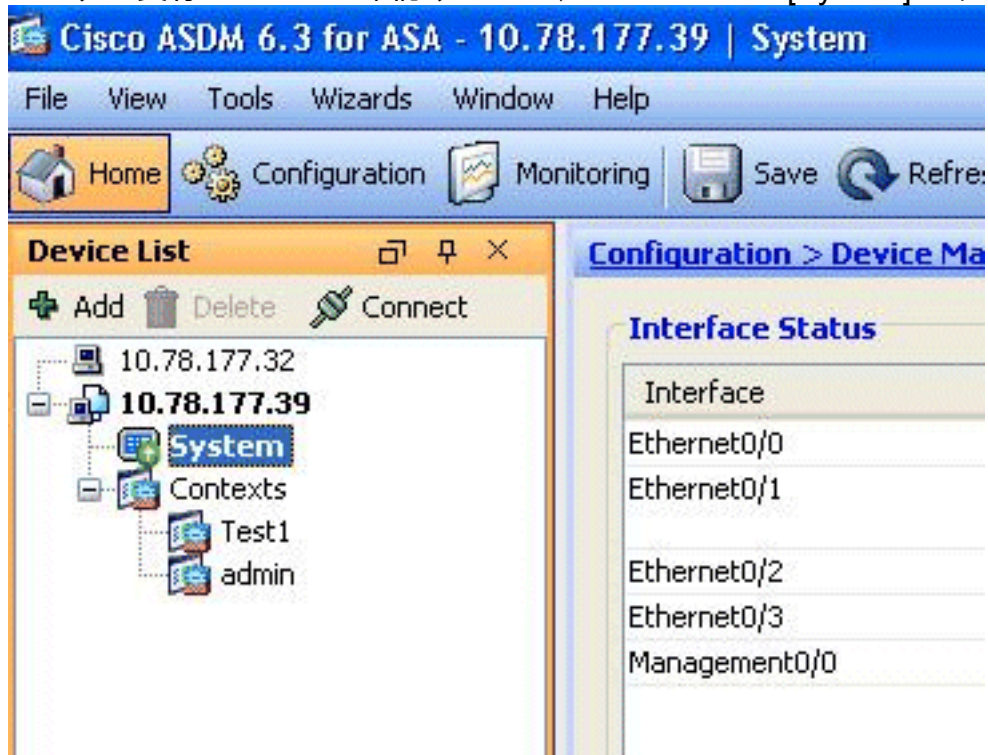 Cisco ASDM 6.3 for ASA - 10.78.177.39 | System
File View Tools Wizards Window Help
Home Configuration Monitoring Save
Device List
Add Delete Connect
10.78.177.32
10.78.177.39
System
Contexts
Test1
admin
Configuration > Device
Interface Status
Interface
Ethernet0/0
Ethernet0/1
Ethernet0/2
Ethernet0/3
Management0/0